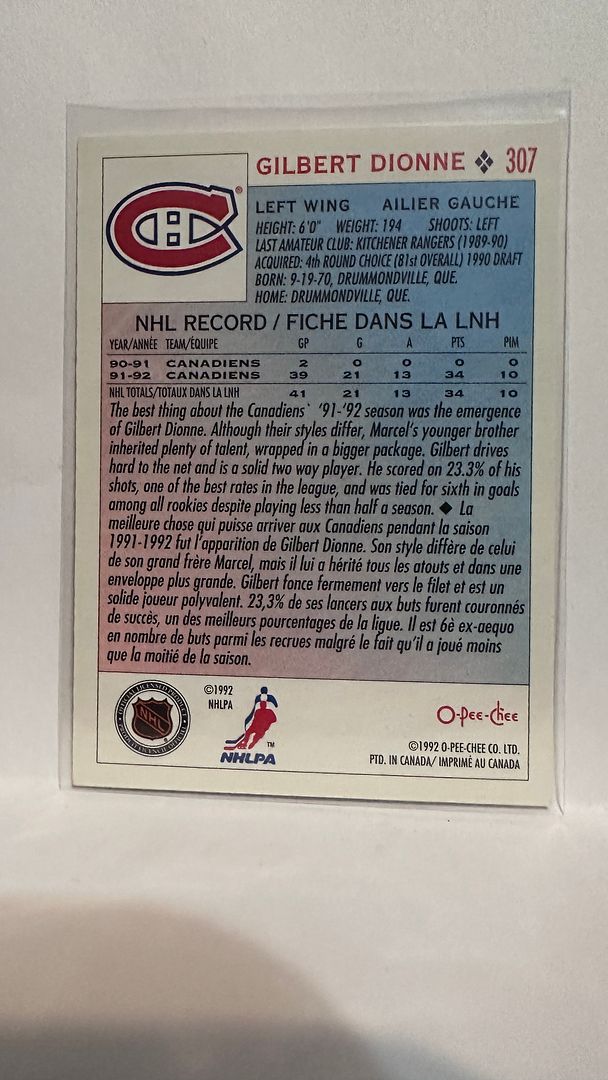 GILBERT DIONNE ❖ 307
LEFT WING AILIER GAUCHE
HEIGHT: 6'0" WEIGHT: 194 SHOOTS: LEFT
LAST AMATEUR CLUB: KITCHENER RANGERS (1989-90)
ACQUIRED: 4th ROUND CHOICE (81st OVERALL) 1990 DRAFT
BORN: 9-19-70, DRUMMONDVILLE, QUE.
HOME: DRUMMONDVILLE, QUE.
NHL RECORD / FICHE DANS LA LNH
YEAR/ANNÉE TEAM/ÉQUIPE GP G A PTS PIM
90-91 CANADIENS 2 0 0 0 0
91-92 CANADIENS 39 21 13 34 10
NHL TOTALS/TOTAUX DANS LA LNH 41 21 13 34 10
The best thing about the Canadiens` '91-'92 season was the emergence
of Gilbert Dionne. Although their styles differ, Marcel's younger brother
inherited plenty of talent, wrapped in a bigger package. Gilbert drives
hard to the net and is a solid two way player. He scored on 23.3% of his
shots, one of the best rates in the league, and was tied for sixth in goals
among all rookies despite playing less than half a season. ◆ La
meilleure chose qui puisse arriver aux Canadiens pendant la saison
1991-1992 fut l'apparition de Gilbert Dionne. Son style diffère de celui
de son grand frère Marcel, mais il lui a hérité tous les atouts et dans une
enveloppe plus grande. Gilbert fonce fermement vers le filet et est un
solide joueur polyvalent. 23,3% de ses lancers aux buts furent couronnés
de succès, un des meilleurs pourcentages de la ligue. Il est 6è ex-aequo
en nombre de buts parmi les recrues malgré le fait qu'il a joué moins
que la moitié de la saison.
©1992
NHLPA
NHL
NHLPA
TM
O-Pee-Chee
©1992 O-PEE-CHEE CO. LTD.
PTD. IN CANADA/ IMPRIMÉ AU CANADA